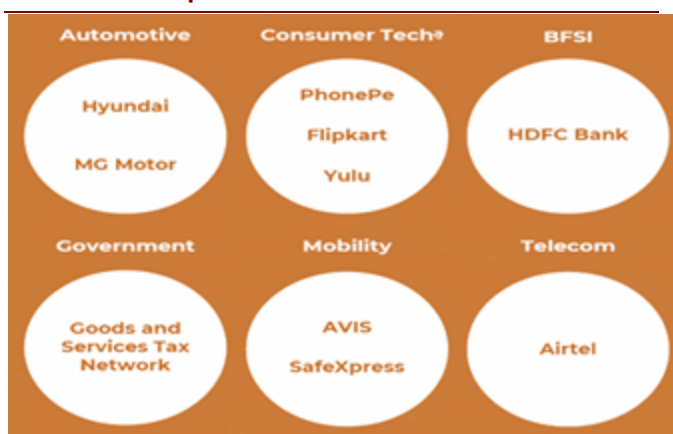 Automotive
Consumer Tech
BFSI
Hyundai
MG Motor
PhonePe
Flipkart
Yulu
HDFC Bank
Government
Mobility
Telecom
Goods and
Services Tax
Network
AVIS
SafeXpress
Airtel